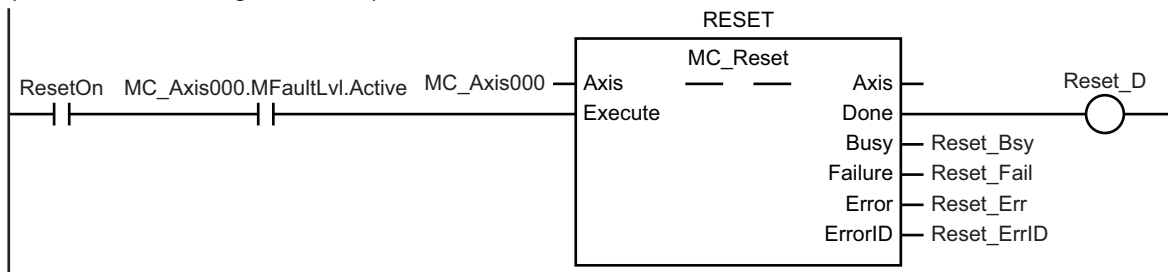 RESET
MC_Reset
ResetOn MC_Axis000.MFaultLvl.Active MC_Axis000 Axis Axis Reset_D
Execute Done
Busy Reset_Bsy
Failure Reset_Fail
Error Reset_Err
ErrorID Reset_ErrID